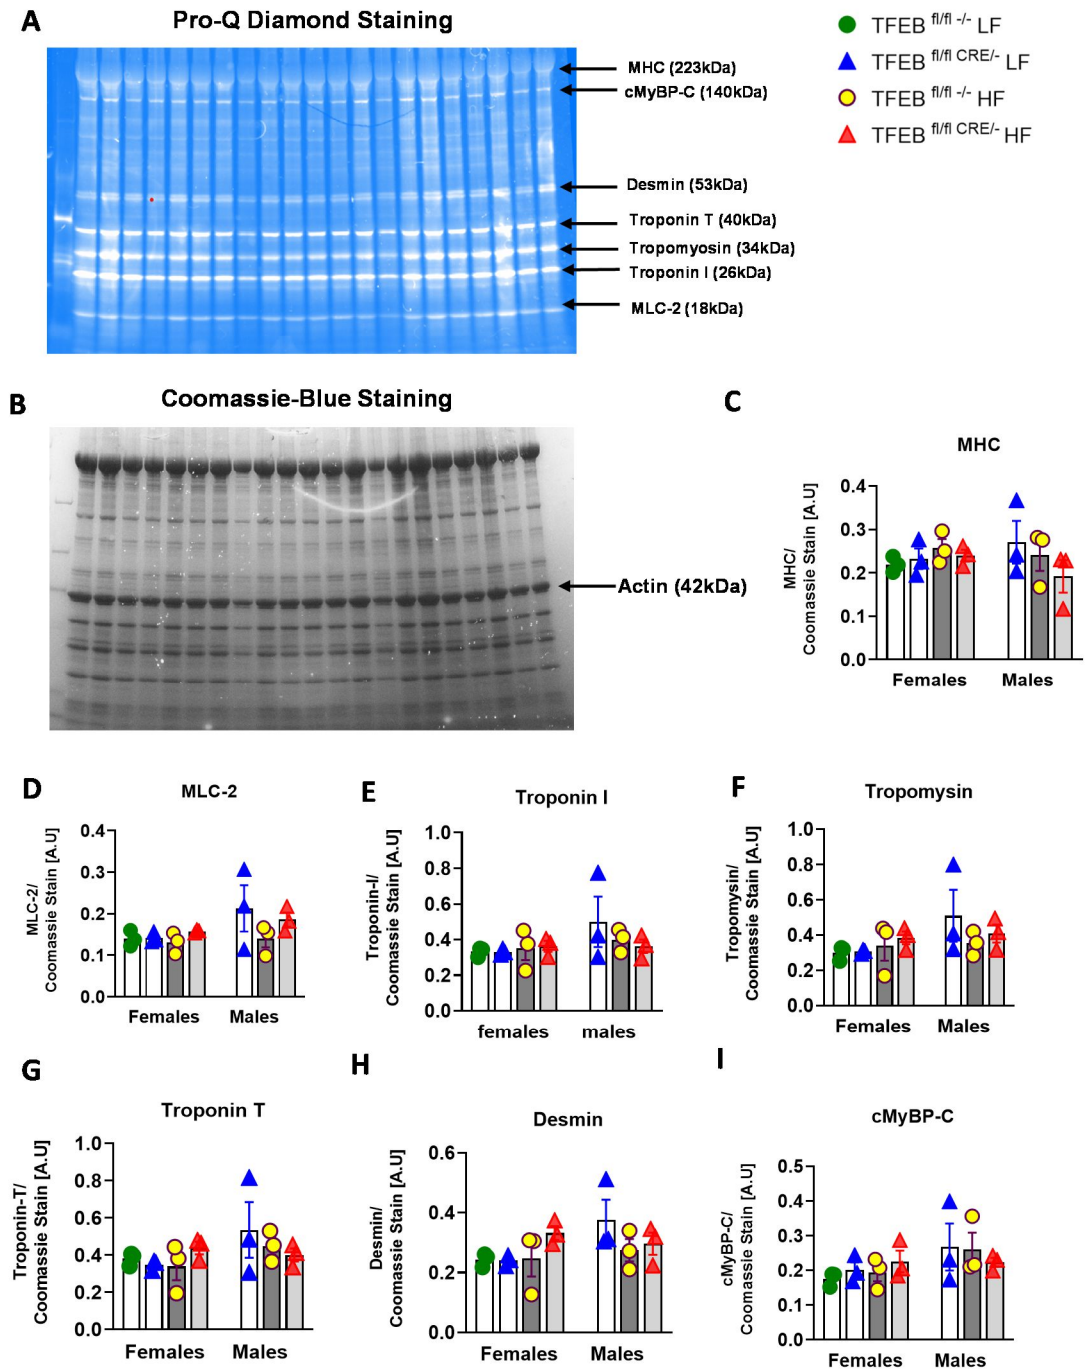 A
Pro-Q Diamond Staining
MHC (223kDa)
cMyBP-C (140kDa)
Desmin (53kDa)
Troponin T (40kDa)
Tropomyosin (34kDa)
Troponin I (26kDa)
MLC-2 (18kDa)
TFEB fl/fl -/- LF
TFEB fl/fl CRE/- LF
TFEB fl/fl -/- HF
TFEB fl/fl CRE/- HF
B
Coomassie-Blue Staining
Actin (42kDa)
C
MHC
MHC/
Coomassie Stain [A.U]
0.4
0.3
0.2
0.1
0.0
Females Males
D
MLC-2
MLC-2/
Coomassie Stain [A.U]
0.4
0.3
0.2
0.1
0.0
Females Males
E
Troponin I
Troponin-I/
Coomassie Stain [A.U]
1.0
0.8
0.6
0.4
0.2
0.0
females males
F
Tropomysin
Tropomysin/
Coomassie Stain [A.U]
1.0
0.8
0.6
0.4
0.2
0.0
Females Males
G
Troponin T
Troponin-T/
Coomassie Stain [A.U]
1.0
0.8
0.6
0.4
0.2
0.0
Females Males
H
Desmin
Desmin/
Coomassie Stain [A.U]
0.6
0.4
0.2
0.0
Females Males
I
cMyBP-C
cMyBP-C/
Coomassie Stain [A.U]
0.5
0.4
0.3
0.2
0.1
0.0
Females Males